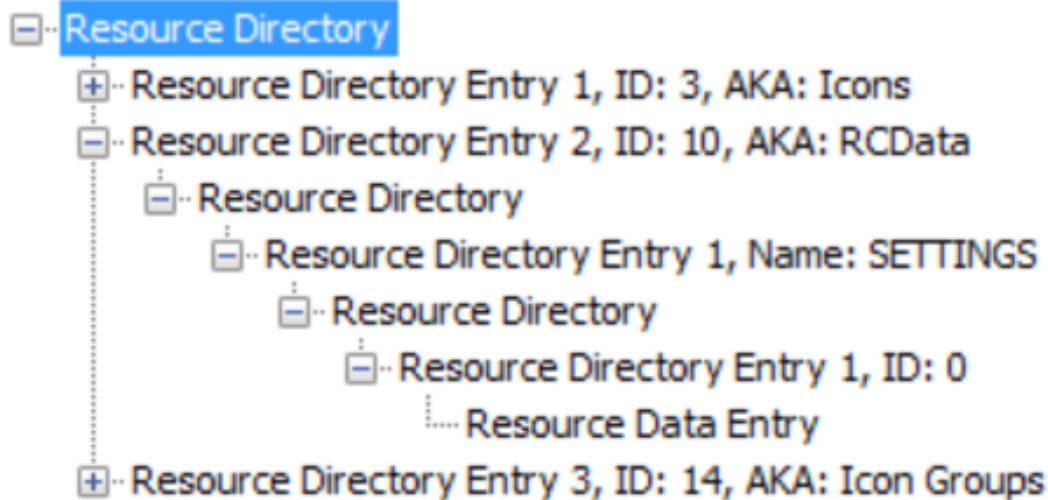 Resource Directory
Resource Directory Entry 1, ID: 3, AKA: Icons
Resource Directory Entry 2, ID: 10, AKA: RCData
Resource Directory
Resource Directory Entry 1, Name: SETTINGS
Resource Directory
Resource Directory Entry 1, ID: 0
Resource Data Entry
Resource Directory Entry 3, ID: 14, AKA: Icon Groups